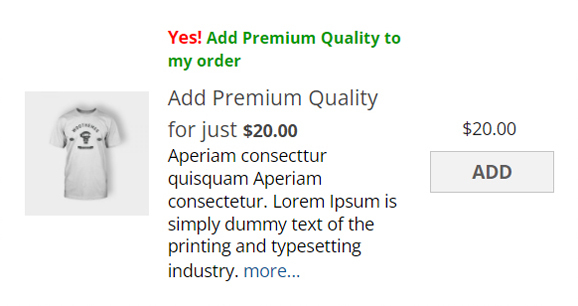 Yes! Add Premium Quality to
my order
Add Premium Quality
for just $20.00
Aperiam consecttur
quisquam Aperiam
consectetur. Lorem Ipsum is
simply dummy text of the
printing and typesetting
industry. more...
$20.00
ADD